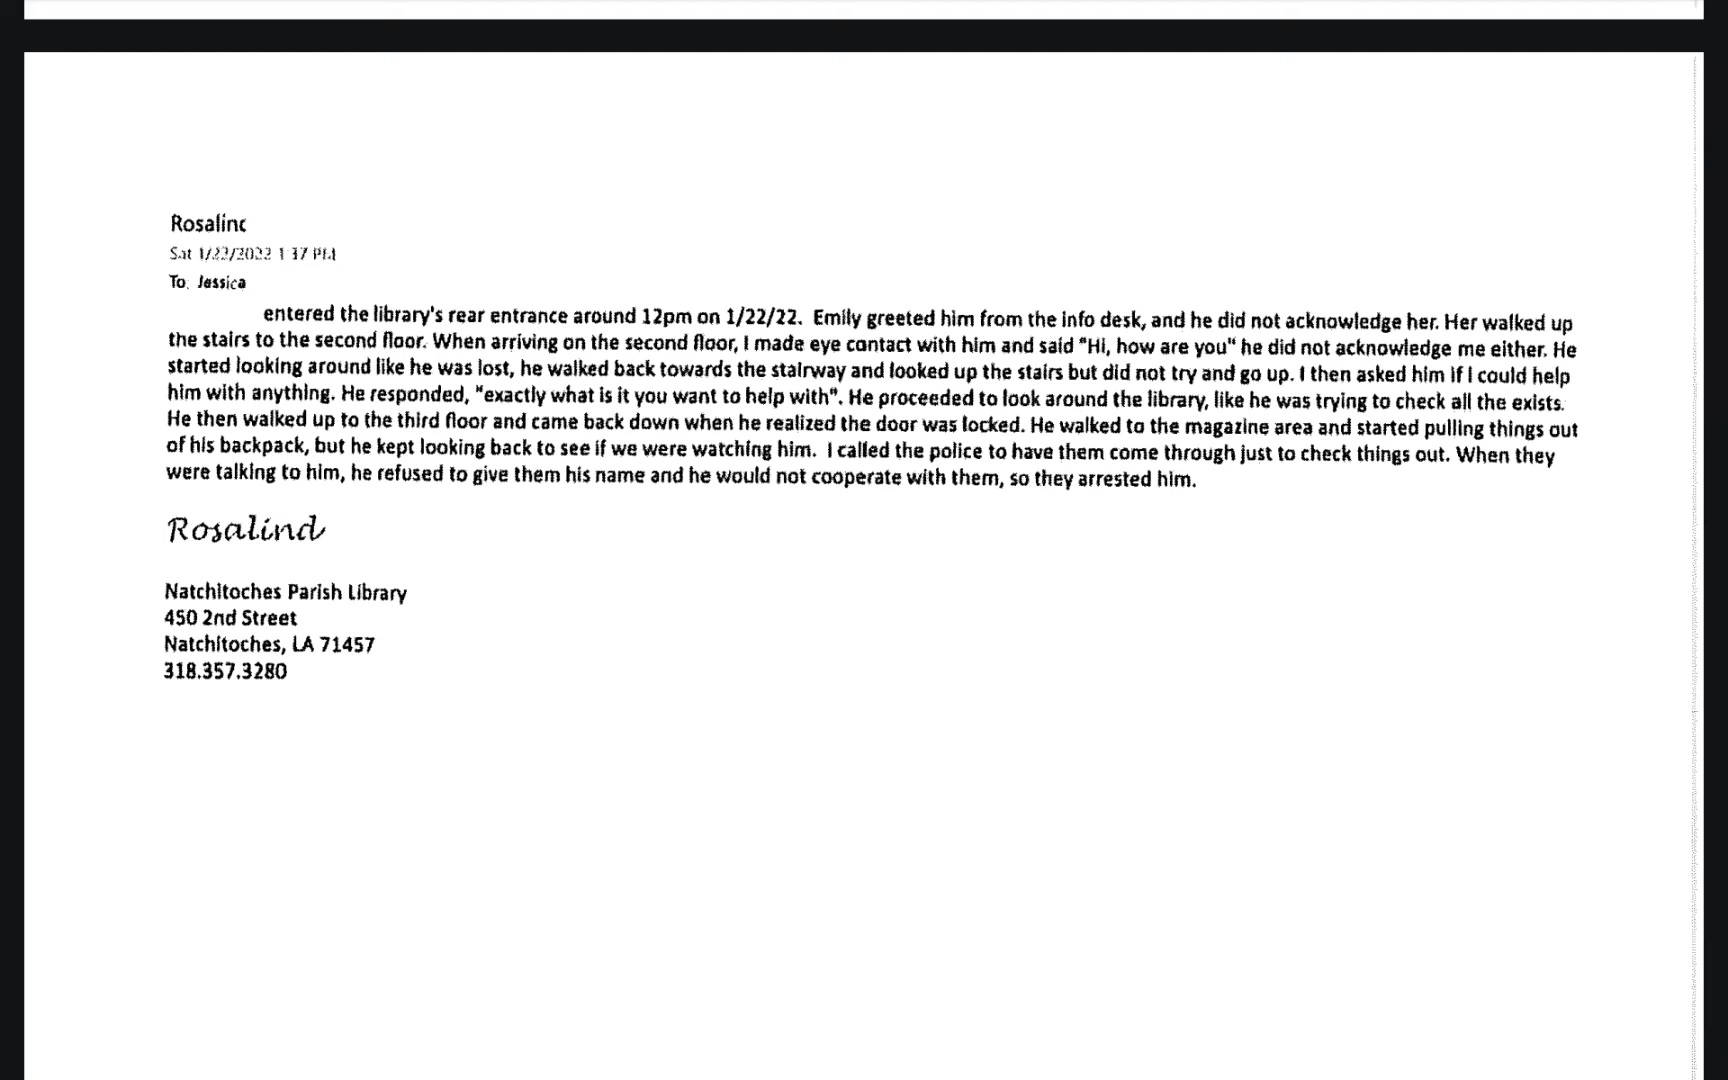 Rosalind
Sat 1/22/2022 1:37 PM
To: Jessica
entered the library's rear entrance around 12pm on 1/22/22. Emily greeted him from the info desk, and he did not acknowledge her. Her walked up
the stairs to the second floor. When arriving on the second floor, I made eye contact with him and said "Hi, how are you" he did not acknowledge me either. He
started looking around like he was lost, he walked back towards the stairway and looked up the stairs but did not try and go up. I then asked him if I could help
him with anything. He responded, "exactly what is it you want to help with". He proceeded to look around the library, like he was trying to check all the exists.
He then walked up to the third floor and came back down when he realized the door was locked. He walked to the magazine area and started pulling things out
of his backpack, but he kept looking back to see if we were watching him. I called the police to have them come through just to check things out. When they
were talking to him, he refused to give them his name and he would not cooperate with them, so they arrested him.
Rosalind
Natchitoches Parish Library
450 2nd Street
Natchitoches, LA 71457
318.357.3280